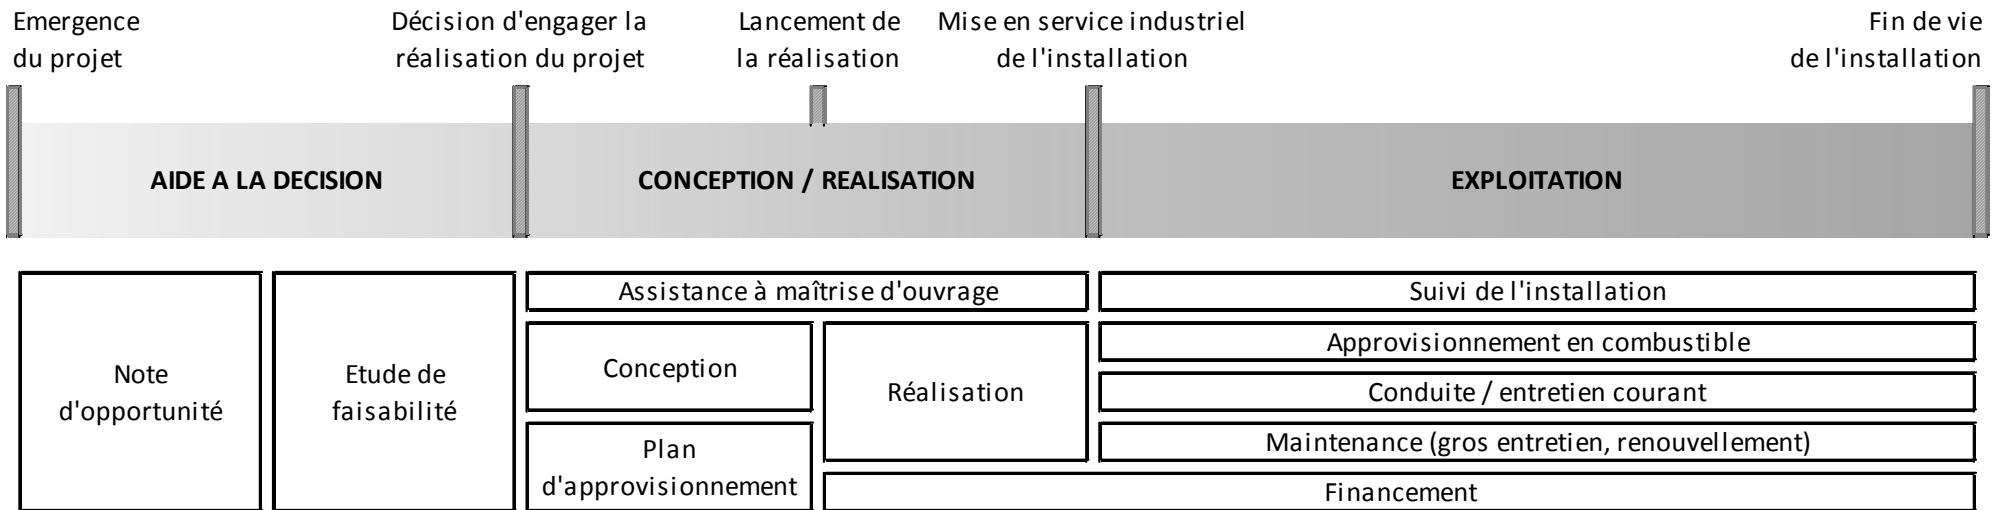 Emergence
du projet
Décision d'engager la
réalisation du projet
Lancement de
la réalisation
Mise en service industriel
de l'installation
Fin de vie
de l'installation
AIDE A LA DECISION
CONCEPTION / REALISATION
EXPLOITATION
Note
d'opportunité
Etude de
faisabilité
Assistance à maîtrise d'ouvrage
Conception
Plan
d'approvisionnement
Réalisation
Suivi de l'installation
Approvisionnement en combustible
Conduite / entretien courant
Maintenance (gros entretien, renouvellement)
Financement